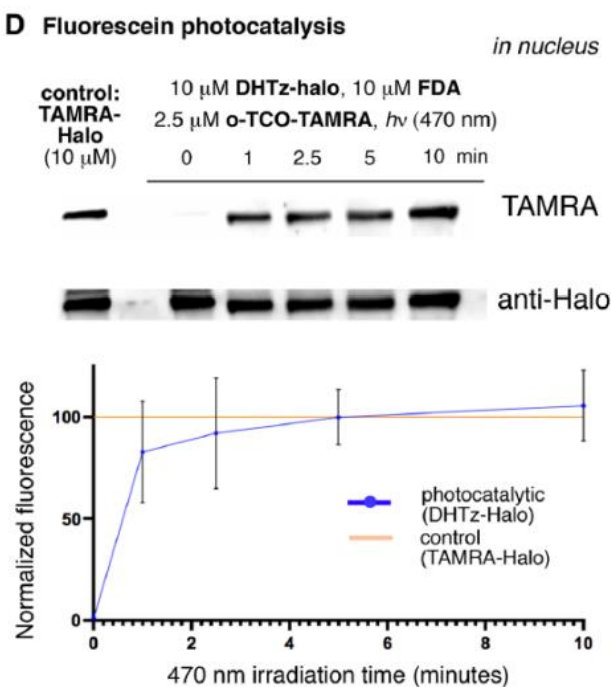 D Fluorescein photocatalysis
in nucleus
control:
TAMRA-
Halo
(10 μM)
10 μM DHTz-halo, 10 μM FDA
2.5 μM o-TCO-TAMRA, hν (470 nm)
0 1 2.5 5 10 min
TAMRA
anti-Halo
Normalized fluorescence
100
50
0
photocatalytic
(DHTz-Halo)
control
(TAMRA-Halo)
0 2 4 6 8 10
470 nm irradiation time (minutes)